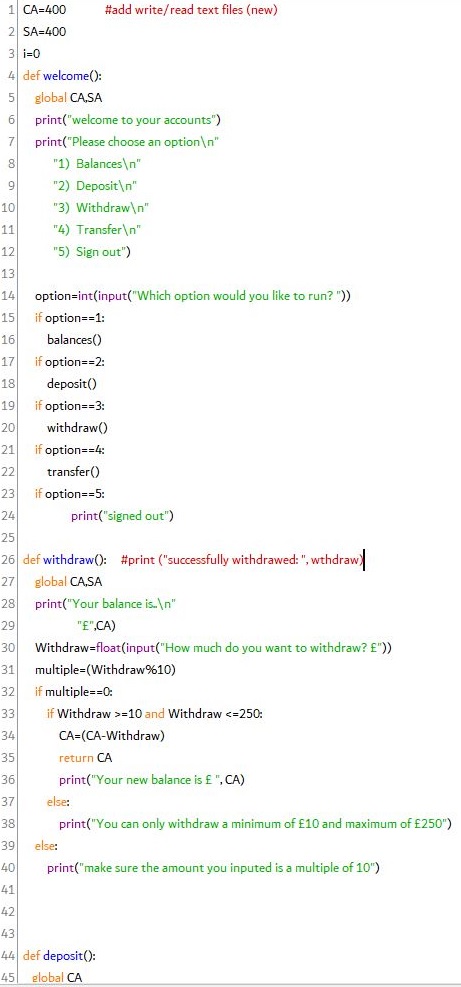 1 CA=400 #add write/read text files (new)
2 SA=400
3 i=0
4 def welcome():
5 global CA,SA
6 print("welcome to your accounts")
7 print("Please choose an option\n"
8 "1) Balances\n"
9 "2) Deposit\n"
10 "3) Withdraw\n"
11 "4) Transfer\n"
12 "5) Sign out")
13
14 option=int(input("Which option would you like to run? "))
15 if option==1:
16 balances()
17 if option==2:
18 deposit()
19 if option==3:
20 withdraw()
21 if option==4:
22 transfer()
23 if option==5:
24 print("signed out")
25
26 def withdraw(): #print ("successfully withdrawed: ", wthdraw)
27 global CA,SA
28 print("Your balance is..\n"
29 "£",CA)
30 Withdraw=float(input("How much do you want to withdraw? £"))
31 multiple=(Withdraw%10)
32 if multiple==0:
33 if Withdraw >=10 and Withdraw <=250:
34 CA=(CA-Withdraw)
35 return CA
36 print("Your new balance is £ ", CA)
37 else:
38 print("You can only withdraw a minimum of £10 and maximum of £250")
39 else:
40 print("make sure the amount you inputed is a multiple of 10")
41
42
43
44 def deposit():
45 global CA